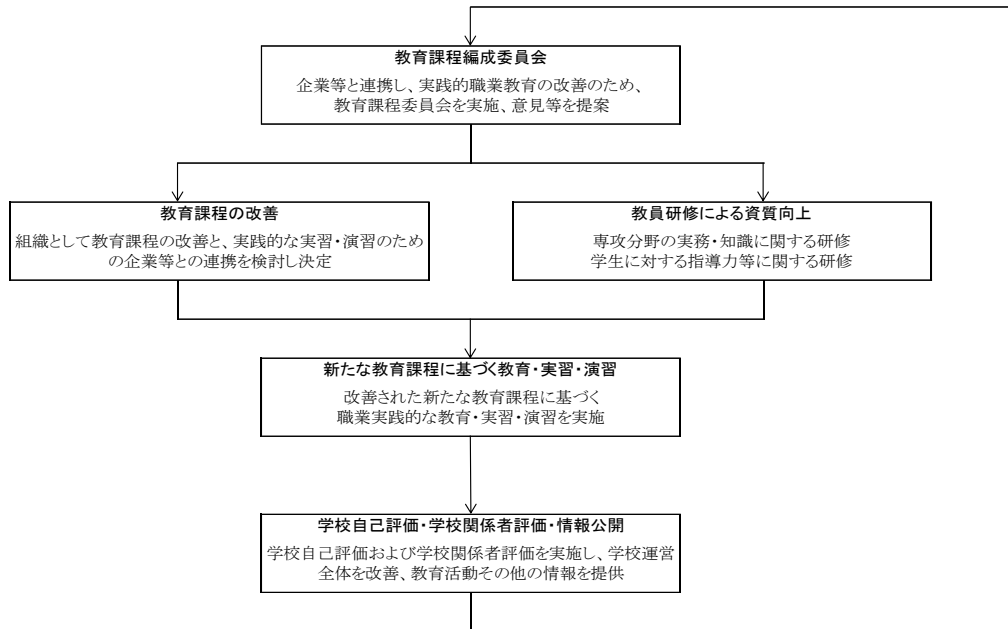 教育課程編成委員会
企業等と連携し、実践的職業教育の改善のため、
教育課程委員会を実施、意見等を提案
教育課程の改善
組織として教育課程の改善と、実践的な実習・演習のため
の企業等との連携を検討し決定
教員研修による資質向上
専攻分野の実務・知識に関する研修
学生に対する指導力等に関する研修
新たな教育課程に基づく教育・実習・演習
改善された新たな教育課程に基づく
職業実践的な教育・実習・演習を実施
学校自己評価・学校関係者評価・情報公開
学校自己評価および学校関係者評価を実施し、学校運営
全体を改善、教育活動その他の情報を提供